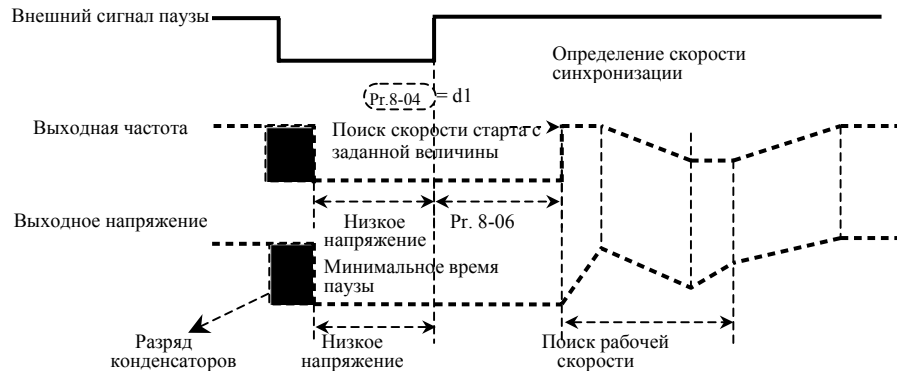 Внешний сигнал паузы
Определение скорости
синхронизации
Pr.8-04 = d1
Выходная частота
Поиск скорости старта с
заданной величины
Выходное напряжение
Низкое
напряжение
Pr. 8-06
Минимальное время
паузы
Разряд
конденсаторов
Низкое
напряжение
Поиск рабочей
скорости